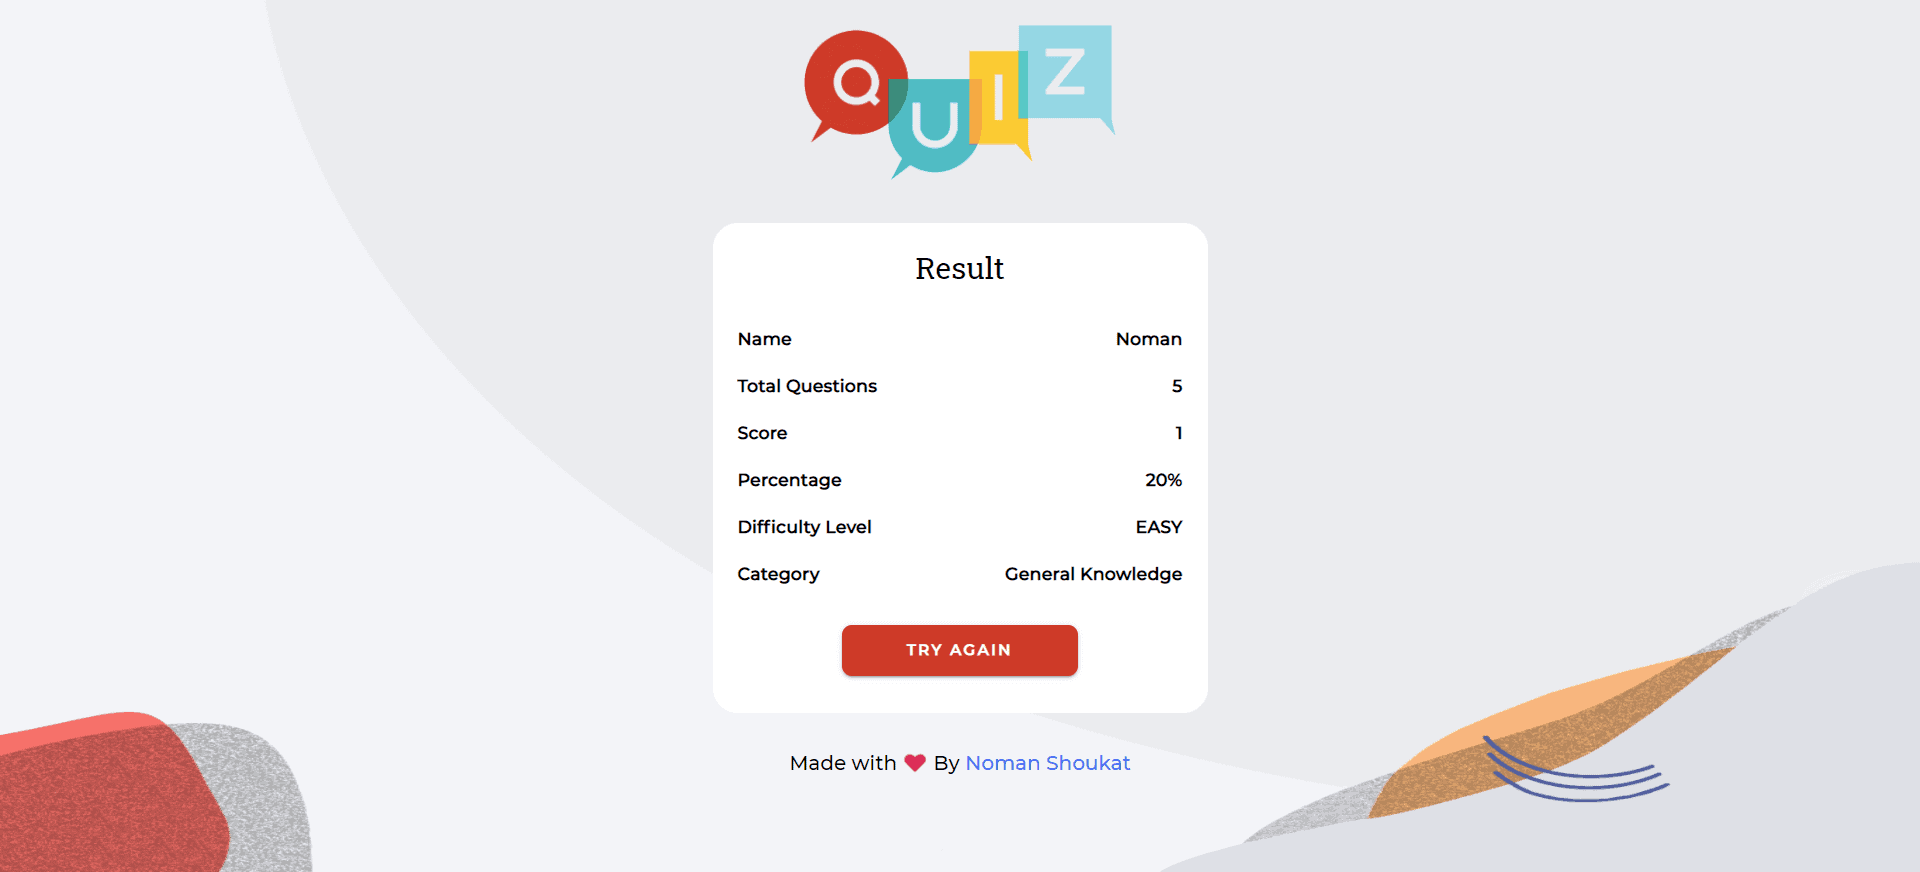 QUIZ
Result
Name Noman
Total Questions 5
Score 1
Percentage 20%
Difficulty Level EASY
Category General Knowledge
TRY AGAIN
Made with ❤ By Noman Shoukat